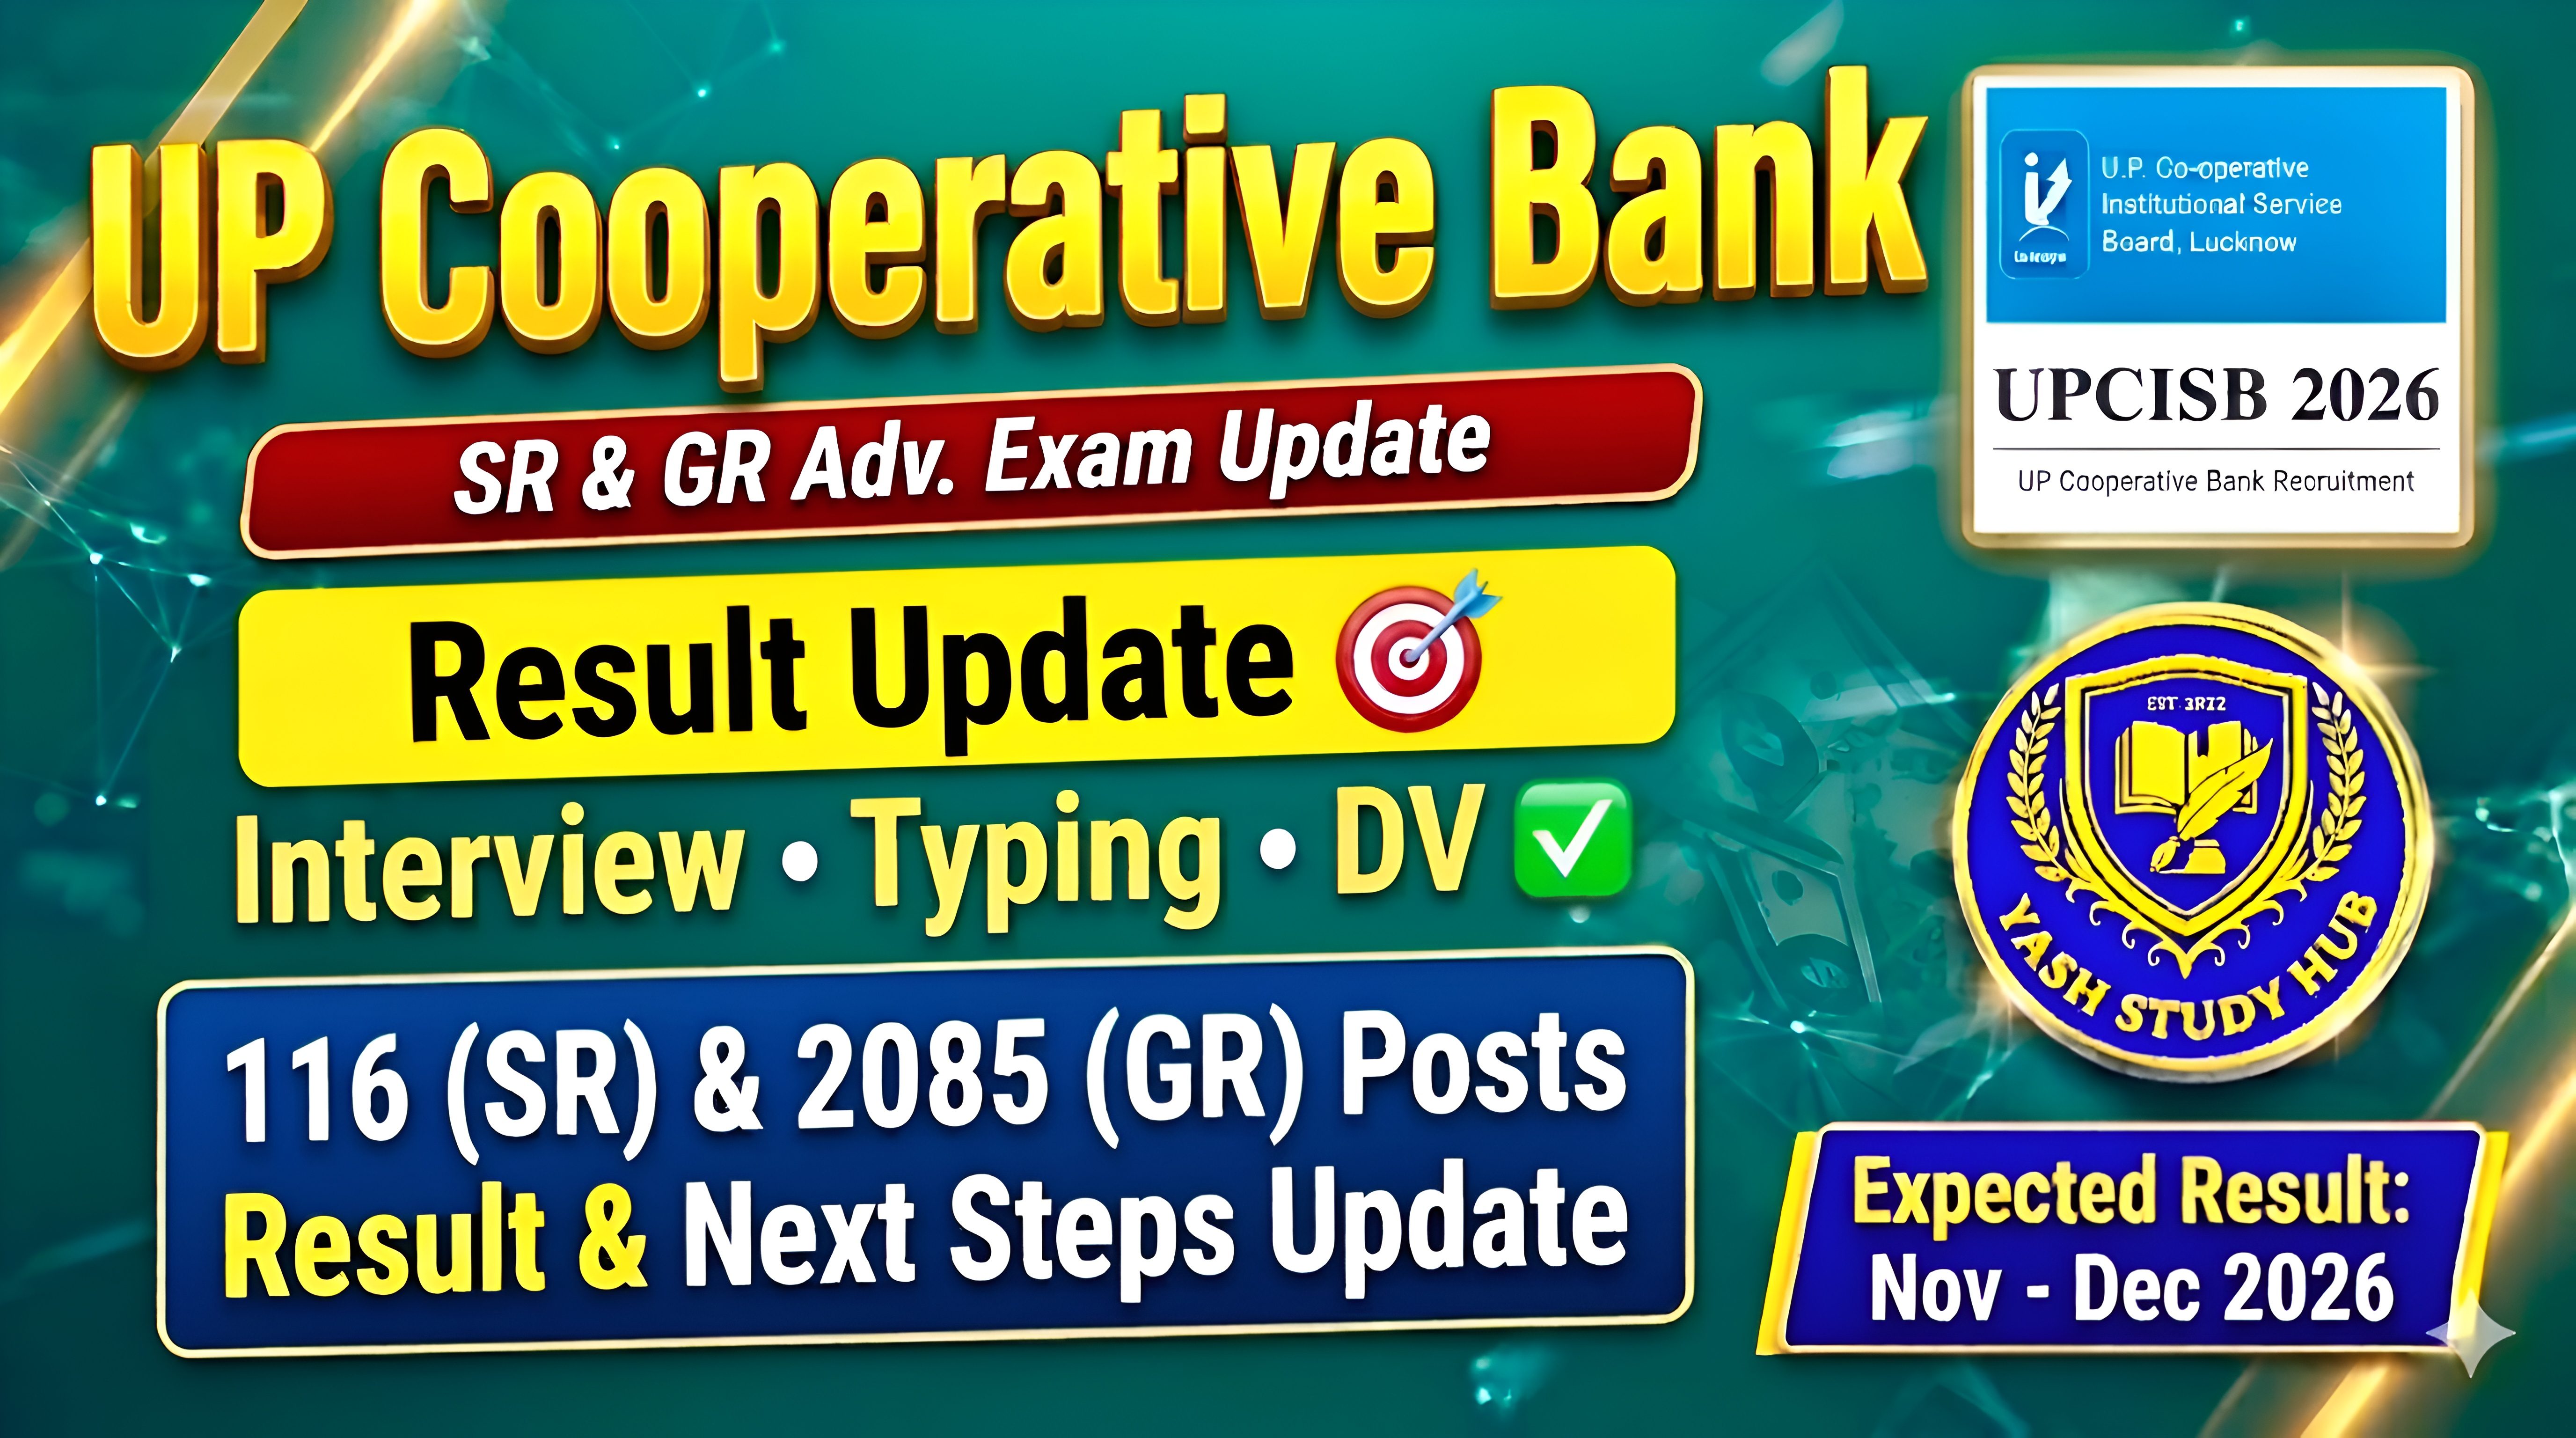 UP Cooperative Bank
SR & GR Adv. Exam Update
Result Update
Interview • Typing • DV
116 (SR) & 2085 (GR) Posts
Result & Next Steps Update
U.P. Co-operative
Institutional Service
Board, Lucknow
UPCISB 2026
UP Cooperative Bank Recruitment
EST.
YASH STUDY HUB
Expected Result:
Nov - Dec 2026